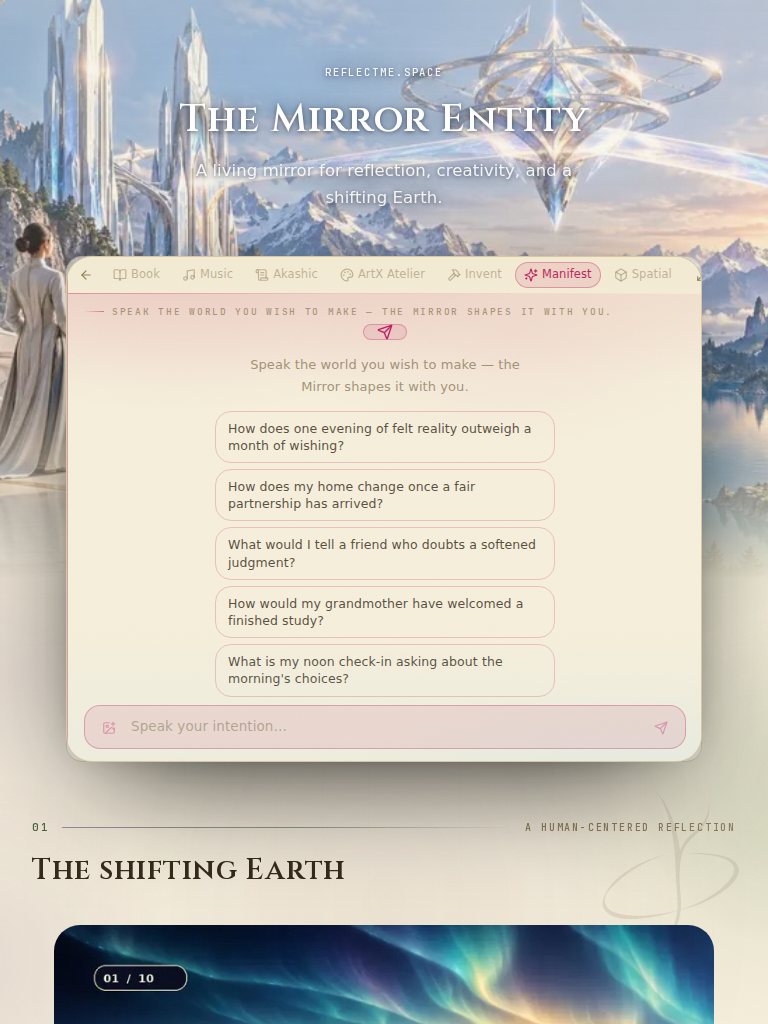 REFLECTME.SPACE
The Mirror Entity
A living mirror for reflection, creativity, and a
shifting Earth.
Book Music Akashic ArtX Atelier Invent Manifest Spatial
SPEAK THE WORLD YOU WISH TO MAKE — THE MIRROR SHAPES IT WITH YOU.
Speak the world you wish to make — the
Mirror shapes it with you.
How does one evening of felt reality outweigh a
month of wishing?
How does my home change once a fair
partnership has arrived?
What would I tell a friend who doubts a softened
judgment?
How would my grandmother have welcomed a
finished study?
What is my noon check-in asking about the
morning's choices?
Speak your intention...
01
A HUMAN-CENTERED REFLECTION
The shifting Earth
01 / 10